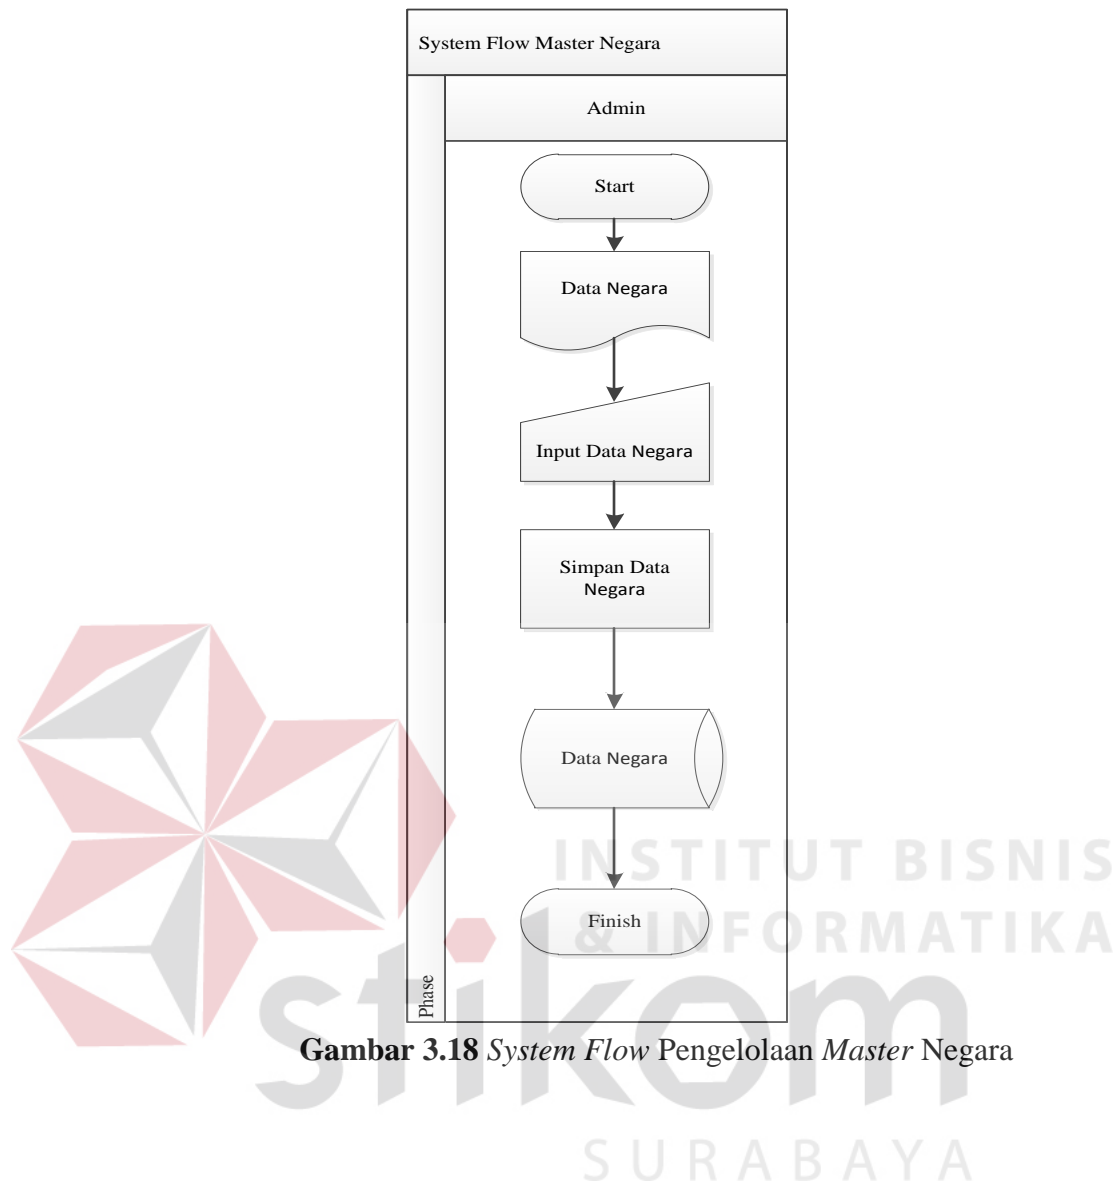 System Flow Master Negara
Admin
Start
Data Negara
Input Data Negara
Simpan Data
Negara
Data Negara
Finish
Phase
Gambar 3.18 System Flow Pengelolaan Master Negara
INSTITUT BISNIS
& INFORMATIKA
stikom
SURABAYA